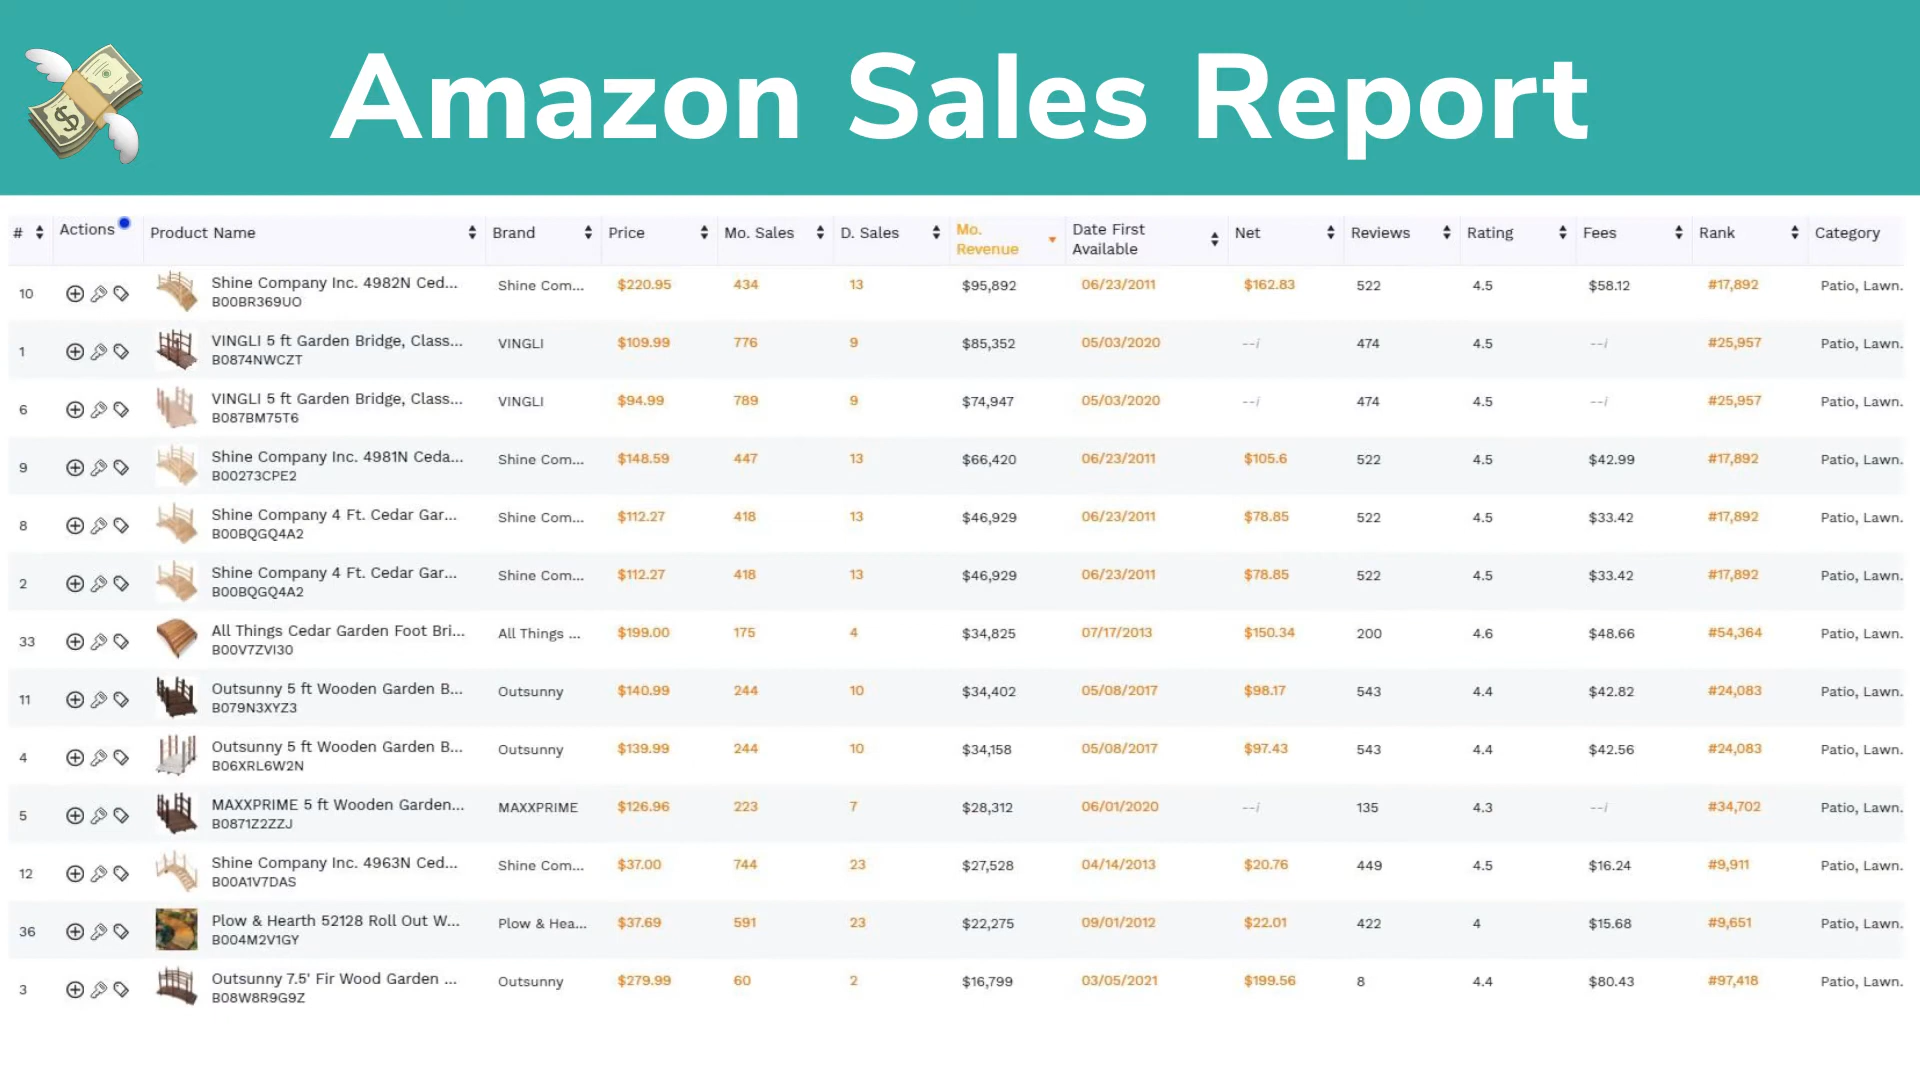 Amazon Sales Report
# Actions Product Name Brand Price Mo. Sales D. Sales Mo. Revenue Date First Available Net Reviews Rating Fees Rank Category
10 Shine Company Inc. 4982N Ced... B00BR369UO Shine Com... $220.95 434 13 $95,892 06/23/2011 $162.83 522 4.5 $58.12 #17,892 Patio, Lawn.
1 VINGLI 5 ft Garden Bridge, Class... B0874NWCZT VINGLI $109.99 776 9 $85,352 05/03/2020 --i 474 4.5 --i #25,957 Patio, Lawn.
6 VINGLI 5 ft Garden Bridge, Class... B087BM75T6 VINGLI $94.99 789 9 $74,947 05/03/2020 --i 474 4.5 --i #25,957 Patio, Lawn.
9 Shine Company Inc. 4981N Ceda... B00273CPE2 Shine Com... $148.59 447 13 $66,420 06/23/2011 $105.6 522 4.5 $42.99 #17,892 Patio, Lawn.
8 Shine Company 4 Ft. Cedar Gar... B00BQGQ4A2 Shine Com... $112.27 418 13 $46,929 06/23/2011 $78.85 522 4.5 $33.42 #17,892 Patio, Lawn.
2 Shine Company 4 Ft. Cedar Gar... B00BQGQ4A2 Shine Com... $112.27 418 13 $46,929 06/23/2011 $78.85 522 4.5 $33.42 #17,892 Patio, Lawn.
33 All Things Cedar Garden Foot Bri... B00V7ZVI30 All Things ... $199.00 175 4 $34,825 07/17/2013 $150.34 200 4.6 $48.66 #54,364 Patio, Lawn.
11 Outsunny 5 ft Wooden Garden B... B079N3XYZ3 Outsunny $140.99 244 10 $34,402 05/08/2017 $98.17 543 4.4 $42.82 #24,083 Patio, Lawn.
4 Outsunny 5 ft Wooden Garden B... B06XRL6W2N Outsunny $139.99 244 10 $34,158 05/08/2017 $97.43 543 4.4 $42.56 #24,083 Patio, Lawn.
5 MAXXPRIME 5 ft Wooden Garden... B0871Z2ZZJ MAXXPRIME $126.96 223 7 $28,312 06/01/2020 --i 135 4.3 --i #34,702 Patio, Lawn.
12 Shine Company Inc. 4963N Ced... B00A1V7DAS Shine Com... $37.00 744 23 $27,528 04/14/2013 $20.76 449 4.5 $16.24 #9,911 Patio, Lawn.
36 Plow & Hearth 52128 Roll Out W... B004M2V1GY Plow & Hea... $37.69 591 23 $22,275 09/01/2012 $22.01 422 4 $15.68 #9,651 Patio, Lawn.
3 Outsunny 7.5' Fir Wood Garden ... B08W8R9G9Z Outsunny $279.99 60 2 $16,799 03/05/2021 $199.56 8 4.4 $80.43 #97,418 Patio, Lawn.